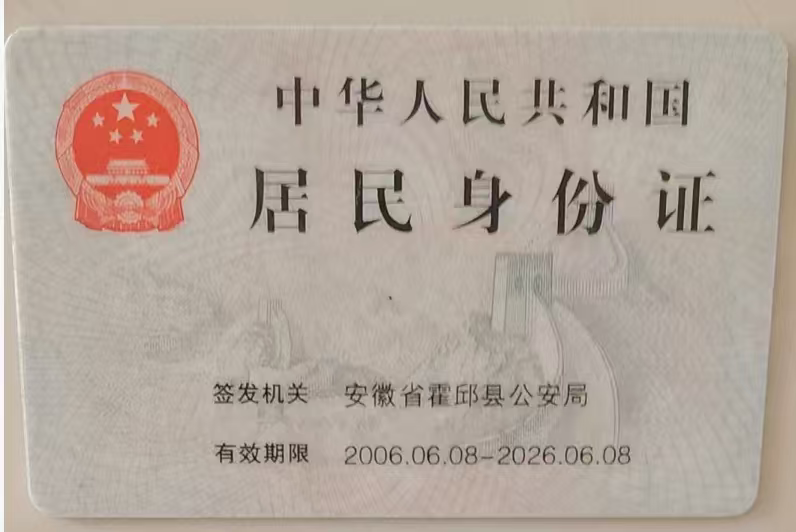 中华人民共和国
居民身份证
签发机关 安徽省霍邱县公安局
有效期限 2006.06.08-2026.06.08